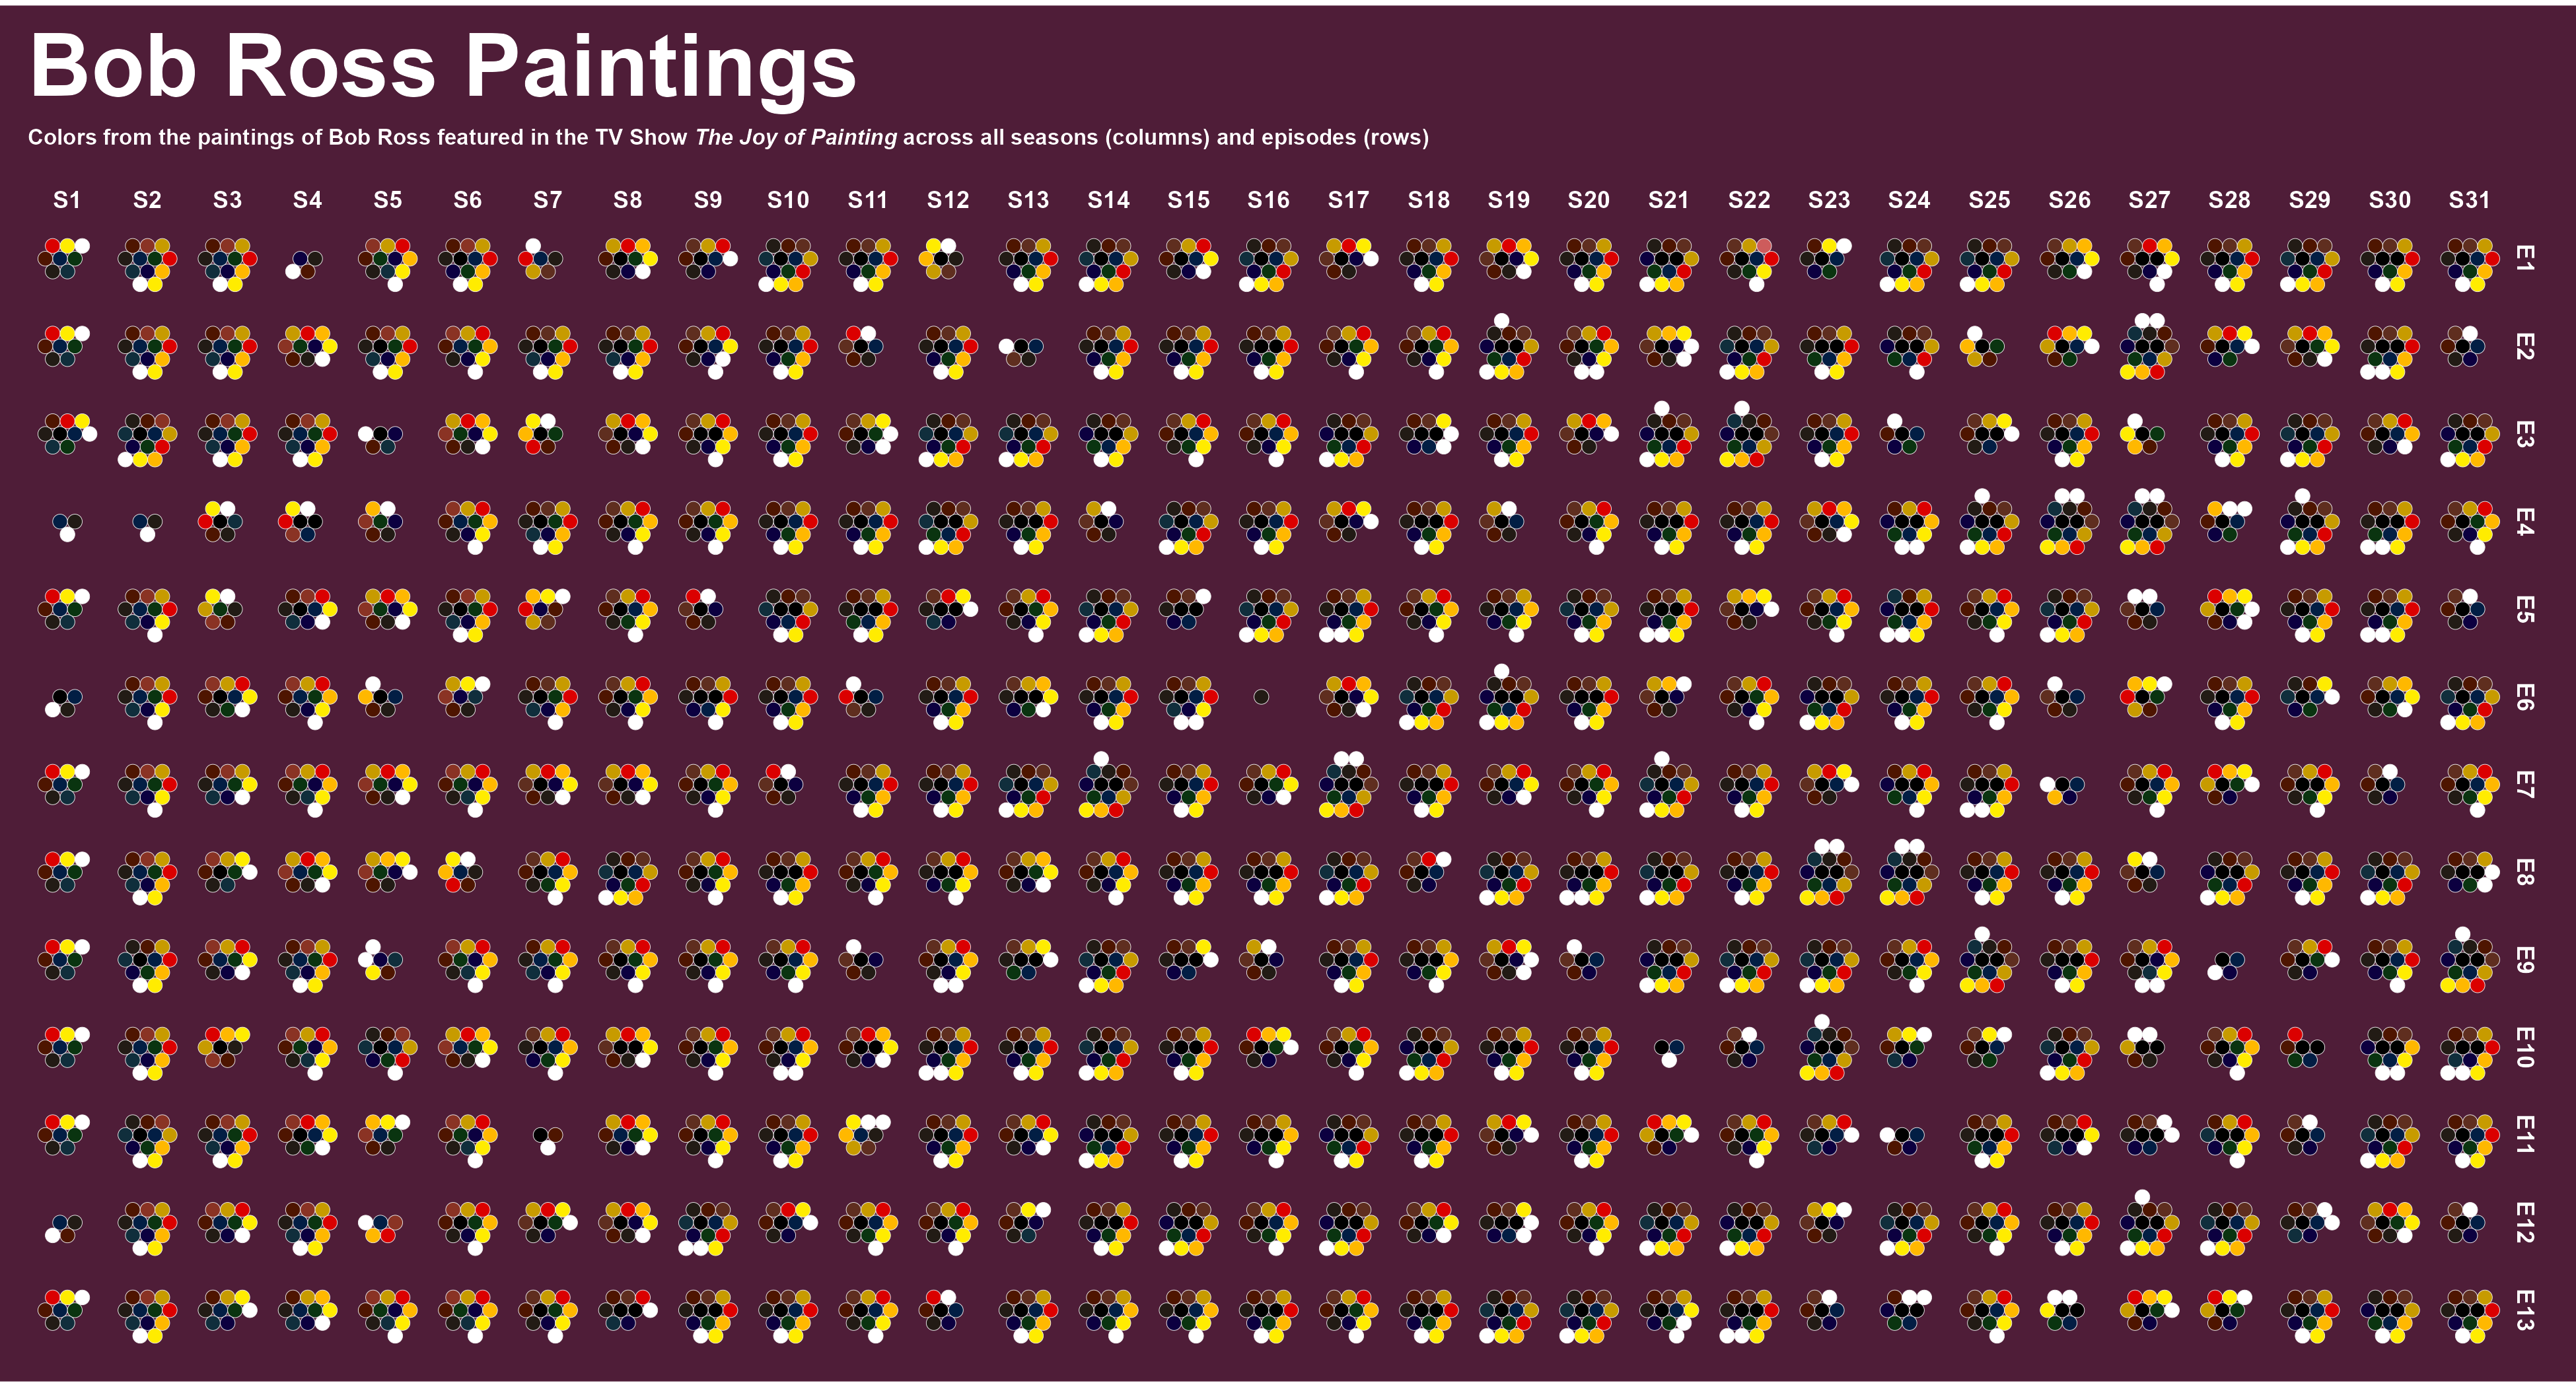 Bob Ross Paintings
Colors from the paintings of Bob Ross featured in the TV Show The Joy of Painting across all seasons (columns) and episodes (rows)
S1 S2 S3 S4 S5 S6 S7 S8 S9 S10 S11 S12 S13 S14 S15 S16 S17 S18 S19 S20 S21 S22 S23 S24 S25 S26 S27 S28 S29 S30 S31
E1
E2
E3
E4
E5
E6
E7
E8
E9
E10
E11
E12
E13